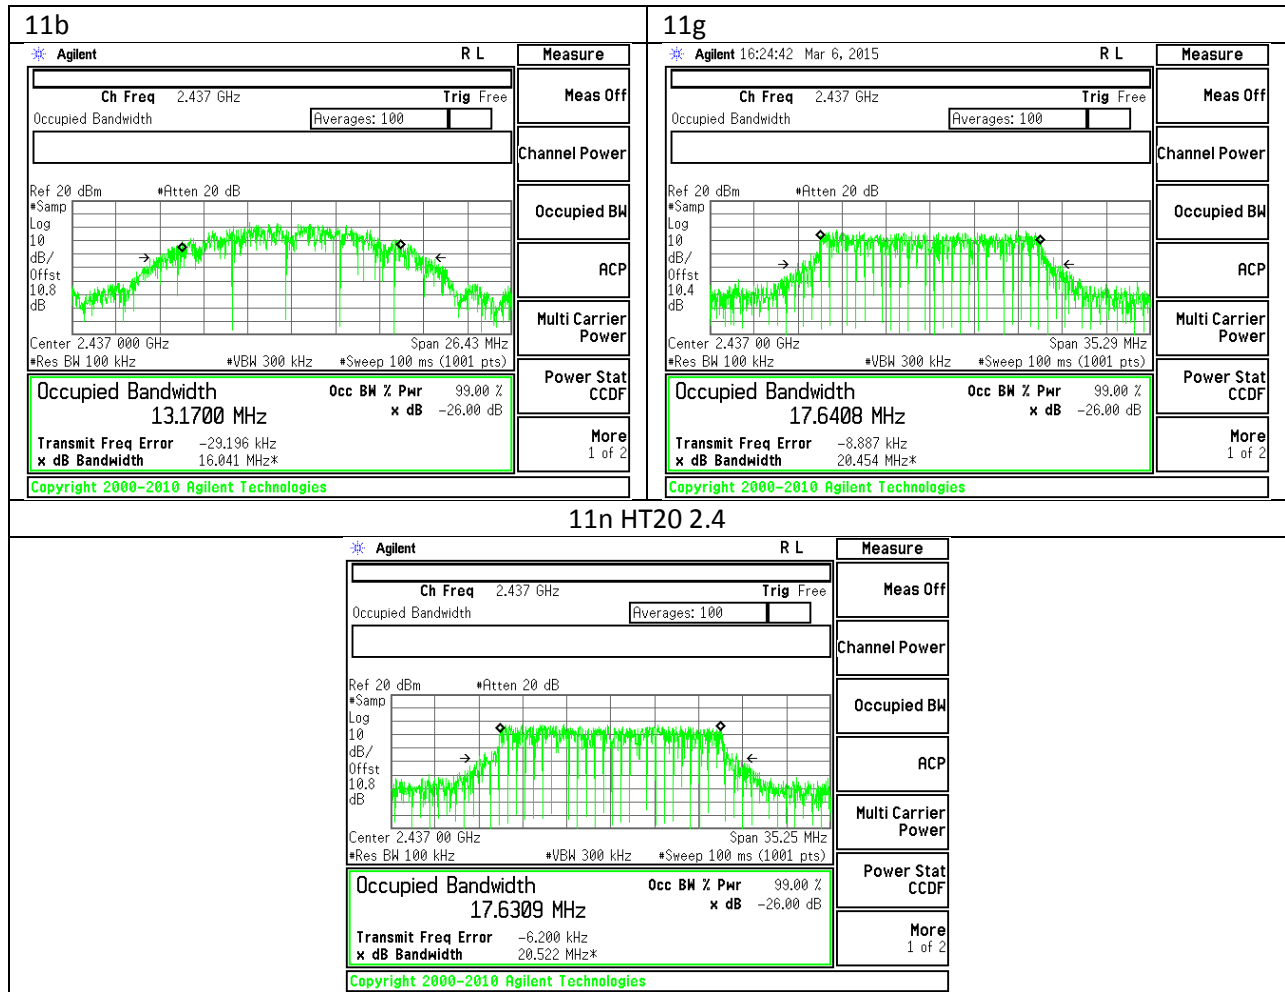 11b
Agilent R L Measure
Ch Freq 2.437 GHz Trig Free Meas Off
Occupied Bandwidth Averages: 100
Channel Power
Ref 20 dBm #Atten 20 dB
#Samp Occupied BW
Log
10
dB/ ACP
Offst
10.8
dB
Multi Carrier
Power
Center 2.437 000 GHz Span 26.43 MHz
#Res BW 100 kHz #VBW 300 kHz #Sweep 100 ms (1001 pts)
Power Stat
CCDF
Occupied Bandwidth Occ BW % Pwr 99.00 %
13.1700 MHz x dB -26.00 dB
More
1 of 2
Transmit Freq Error -29.196 kHz
x dB Bandwidth 16.041 MHz*
Copyright 2000-2010 Agilent Technologies
11g
Agilent 16:24:42 Mar 6, 2015 R L Measure
Ch Freq 2.437 GHz Trig Free Meas Off
Occupied Bandwidth Averages: 100
Channel Power
Ref 20 dBm #Atten 20 dB
#Samp Occupied BW
Log
10
dB/ ACP
Offst
10.4
dB
Multi Carrier
Power
Center 2.437 00 GHz Span 35.29 MHz
#Res BW 100 kHz #VBW 300 kHz #Sweep 100 ms (1001 pts)
Power Stat
CCDF
Occupied Bandwidth Occ BW % Pwr 99.00 %
17.6408 MHz x dB -26.00 dB
More
1 of 2
Transmit Freq Error -8.887 kHz
x dB Bandwidth 20.454 MHz*
Copyright 2000-2010 Agilent Technologies
11n HT20 2.4
Agilent R L Measure
Ch Freq 2.437 GHz Trig Free Meas Off
Occupied Bandwidth Averages: 100
Channel Power
Ref 20 dBm #Atten 20 dB
#Samp Occupied BW
Log
10
dB/ ACP
Offst
10.8
dB
Multi Carrier
Power
Center 2.437 00 GHz Span 35.25 MHz
#Res BW 100 kHz #VBW 300 kHz #Sweep 100 ms (1001 pts)
Power Stat
CCDF
Occupied Bandwidth Occ BW % Pwr 99.00 %
17.6309 MHz x dB -26.00 dB
More
1 of 2
Transmit Freq Error -6.200 kHz
x dB Bandwidth 20.522 MHz*
Copyright 2000-2010 Agilent Technologies